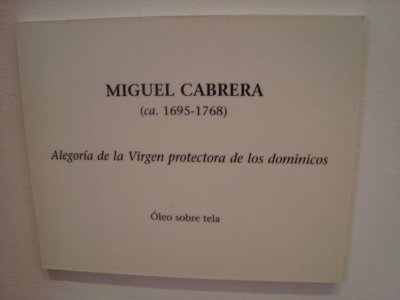 MIGUEL CABRERA
(ca. 1695-1768)
Alegoría de la Virgen protectora de los dominicos
Óleo sobre tela